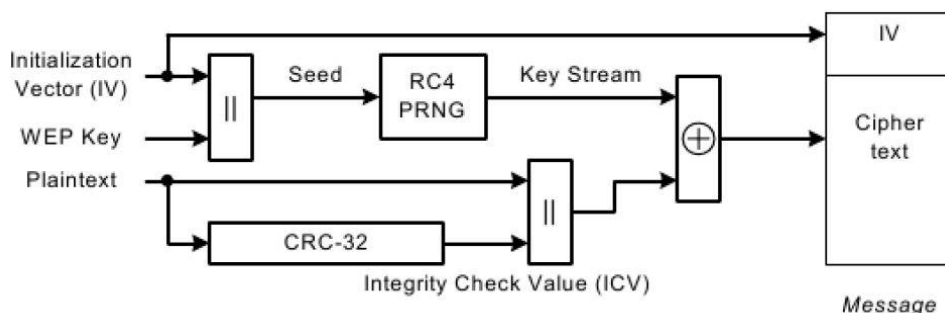 Initialization
Vector (IV)
WEP Key
Plaintext
||
Seed
RC4
PRNG
Key Stream
CRC-32
||
Integrity Check Value (ICV)
IV
Cipher
text
Message